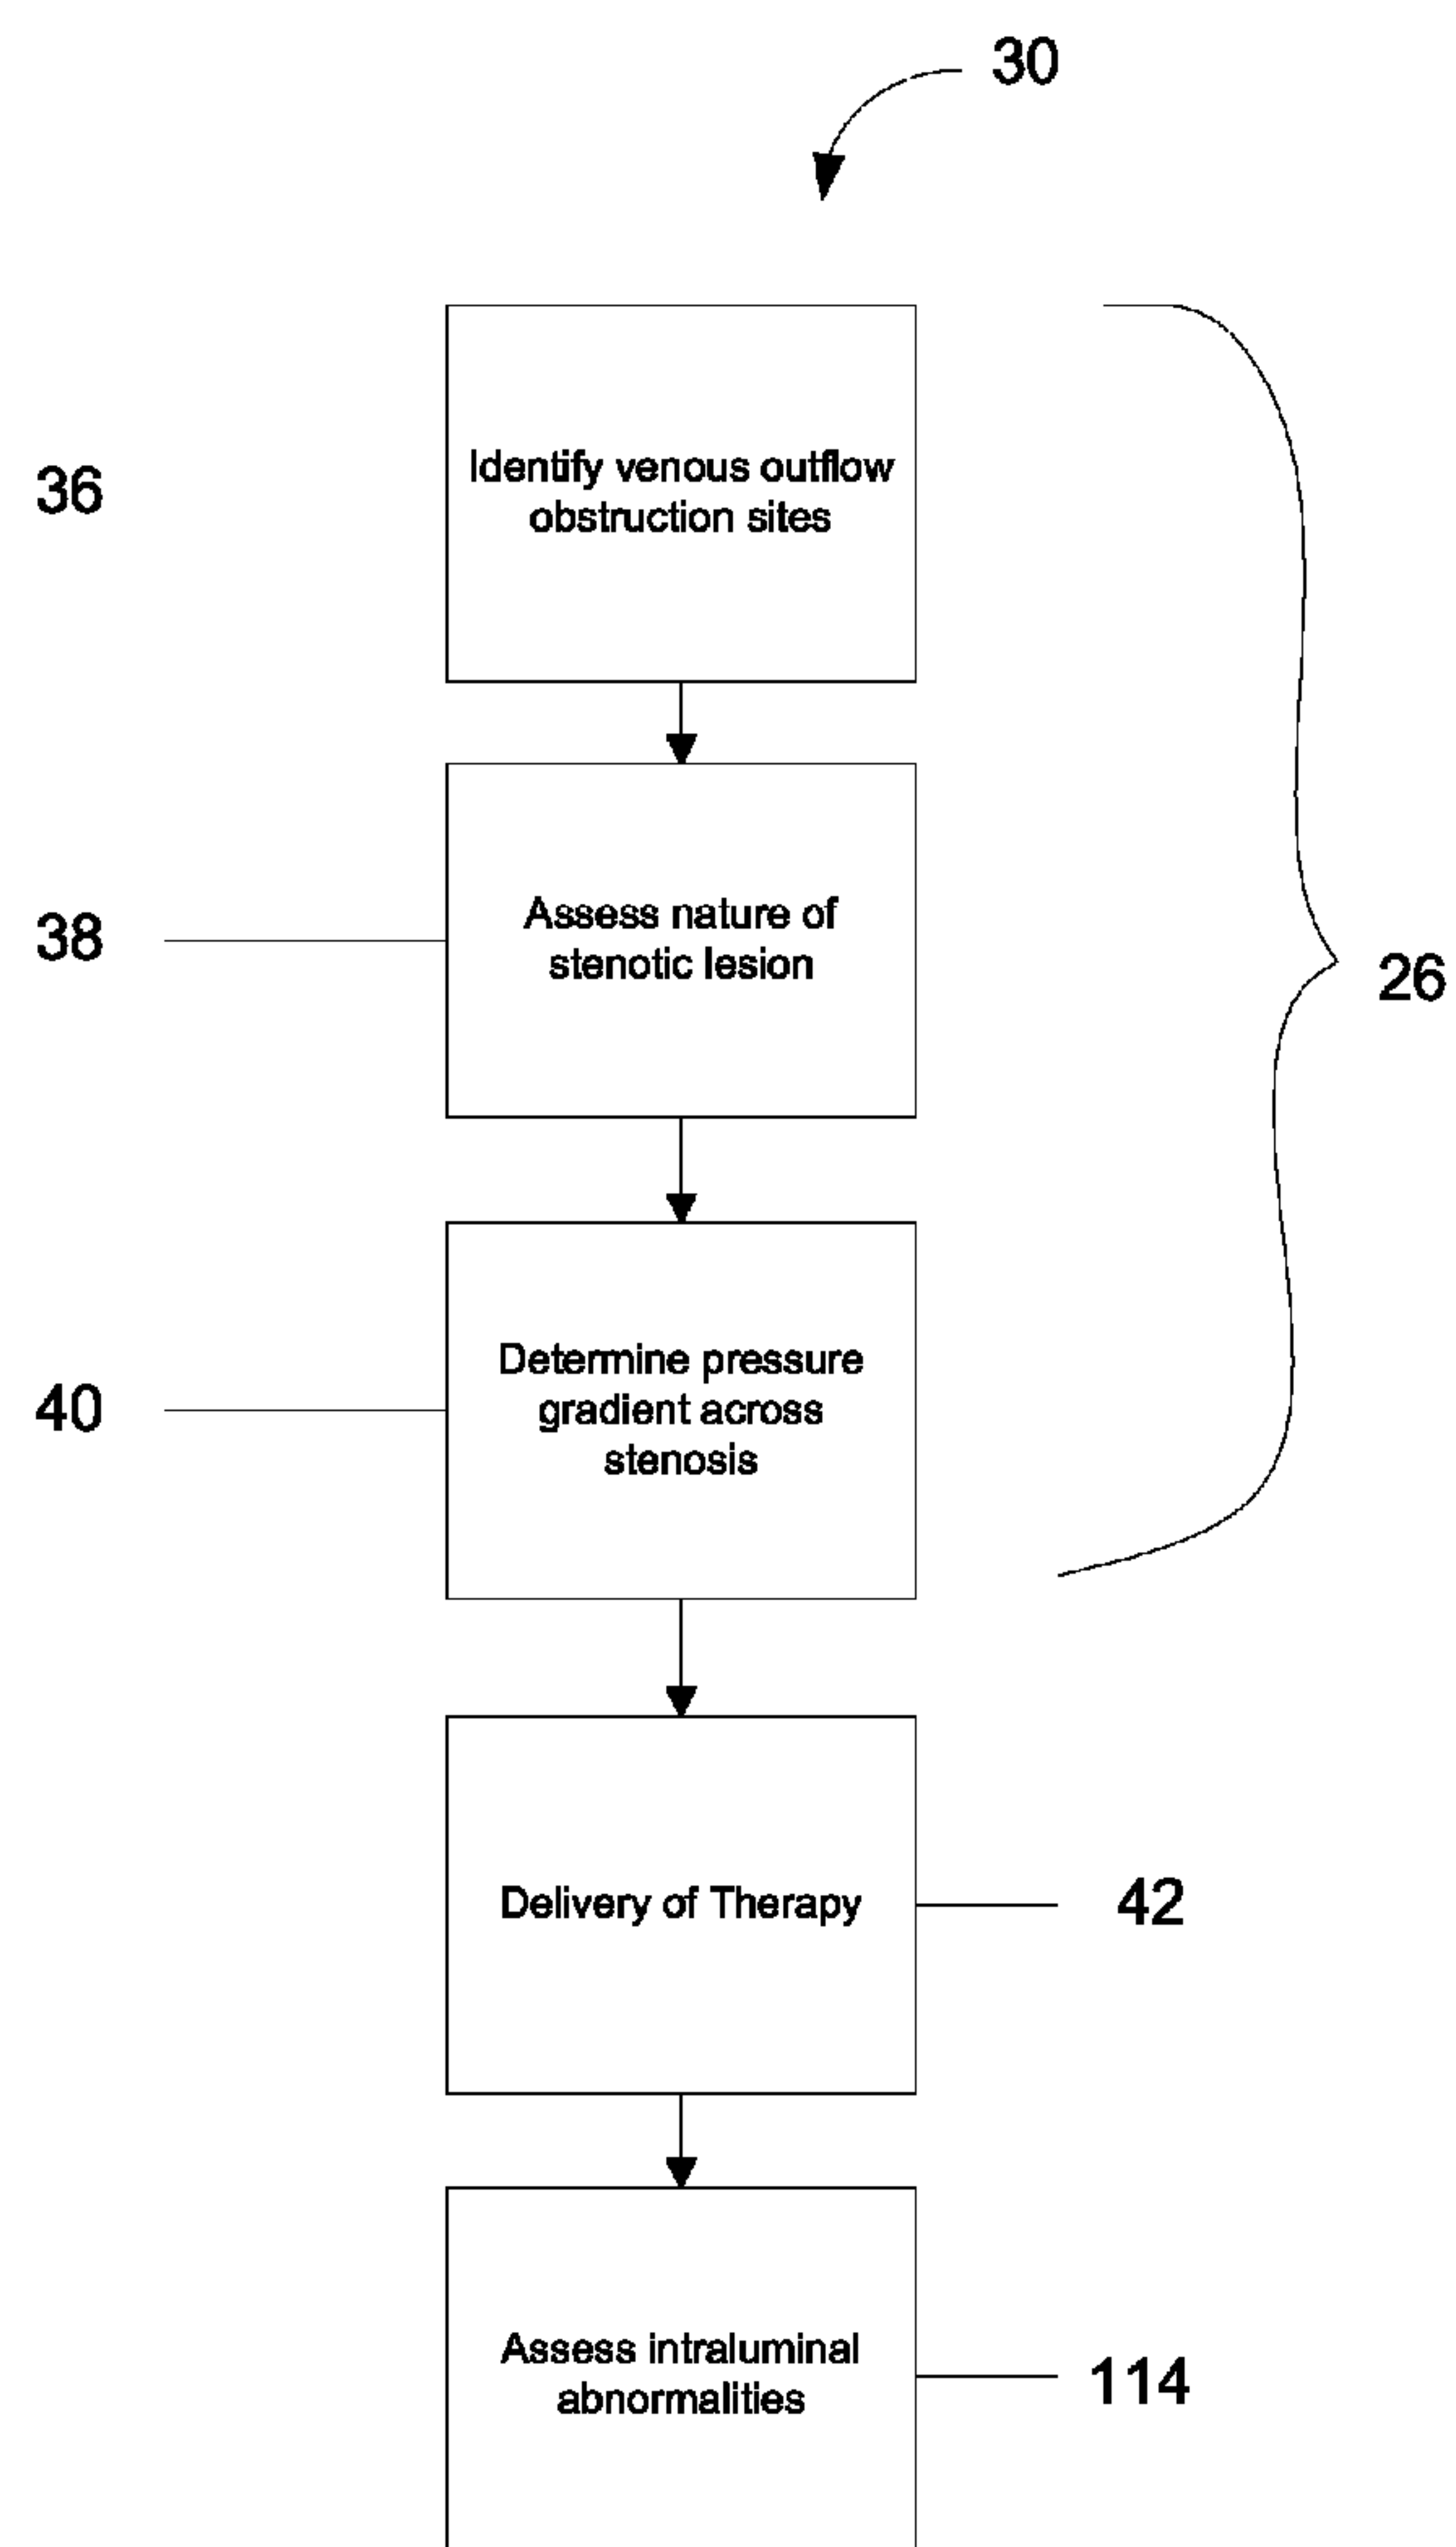 30
36
Identify venous outflow
obstruction sites
38
Assess nature of
stenotic lesion
26
40
Determine pressure
gradient across
stenosis
Delivery of Therapy
42
Assess intraluminal
abnormalities
114